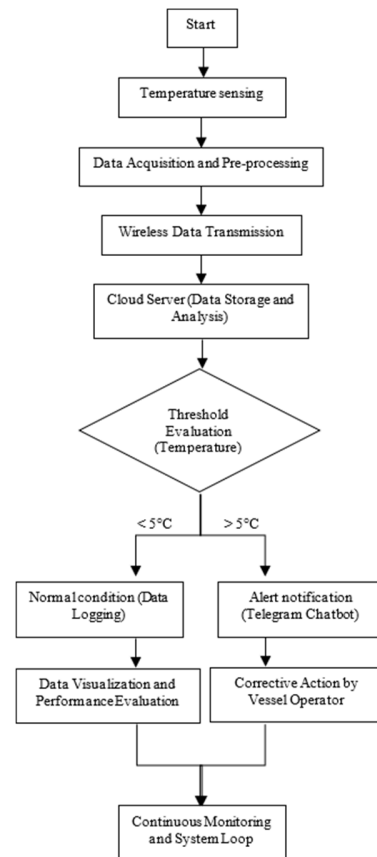 Start
Temperature sensing
Data Acquisition and Pre-processing
Wireless Data Transmission
Cloud Server (Data Storage and
Analysis)
Threshold
Evaluation
(Temperature)
< 5°C
> 5°C
Normal condition (Data
Logging)
Alert notification
(Telegram Chatbot)
Data Visualization and
Performance Evaluation
Corrective Action by
Vessel Operator
Continuous Monitoring
and System Loop